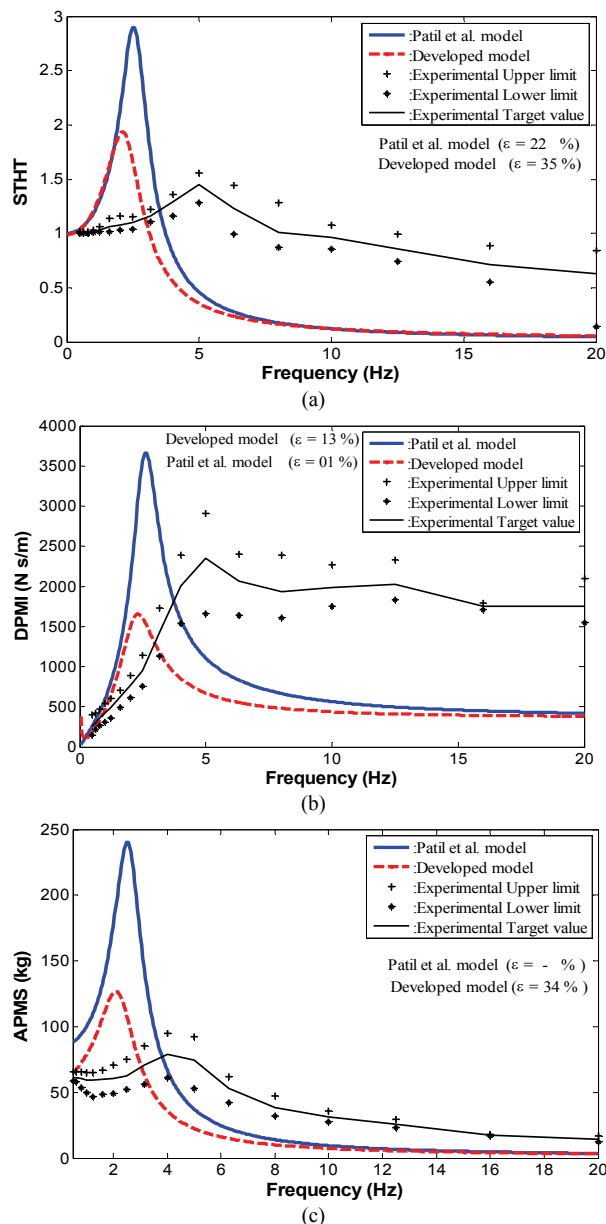 3
2.5
2
1.5
1
0.5
0
STHT
:Patil et al. model
:Developed model
:Experimental Upper limit
:Experimental Lower limit
:Experimental Target value
Patil et al. model (ε = 22 %)
Developed model (ε = 35 %)
0 5 10 15 20
Frequency (Hz)
(a)
4000
3500
3000
2500
2000
1500
1000
500
0
DPMI (N s/m)
Developed model (ε = 13 %)
Patil et al. model (ε = 01 %)
:Patil et al. model
:Developed model
:Experimental Upper limit
:Experimental Lower limit
:Experimental Target value
0 5 10 15 20
Frequency (Hz)
(b)
250
200
150
100
50
0
APMS (kg)
:Patil et al. model
:Developed model
:Experimental Upper limit
:Experimental Lower limit
:Experimental Target value
Patil et al. model (ε = - % )
Developed model (ε = 34 % )
2 4 6 8 10 12 14 16 18 20
Frequency (Hz)
(c)